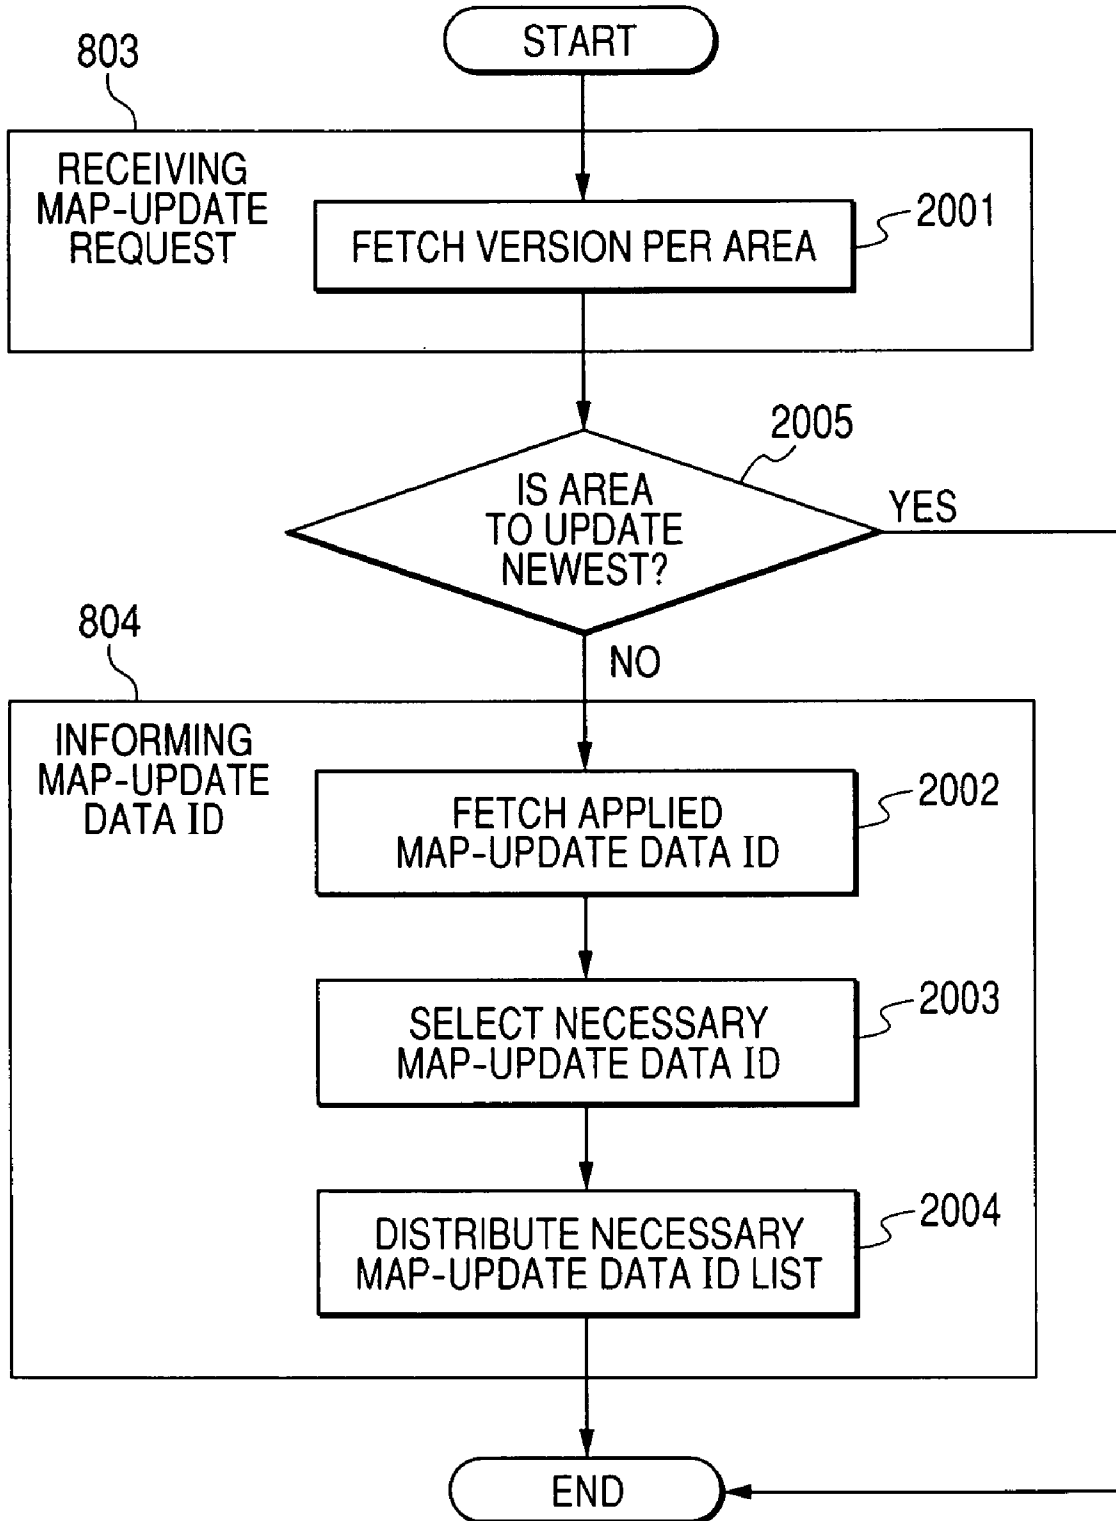 START
803
RECEIVING
MAP-UPDATE
REQUEST
2001
FETCH VERSION PER AREA
2005
IS AREA
TO UPDATE
NEWEST?
YES
NO
804
INFORMING
MAP-UPDATE
DATA ID
2002
FETCH APPLIED
MAP-UPDATE DATA ID
2003
SELECT NECESSARY
MAP-UPDATE DATA ID
2004
DISTRIBUTE NECESSARY
MAP-UPDATE DATA ID LIST
END